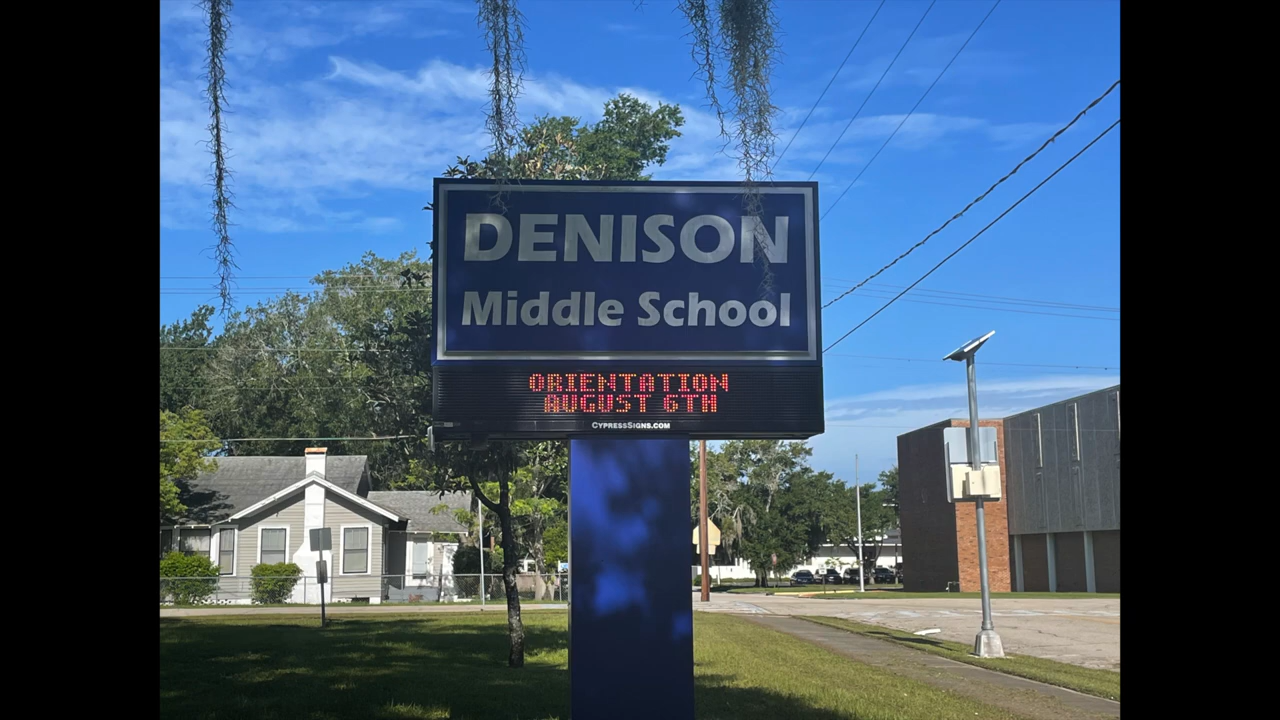 DENISON
Middle School
ORIENTATION
AUGUST 6TH
CYPRESSSIGNS.COM